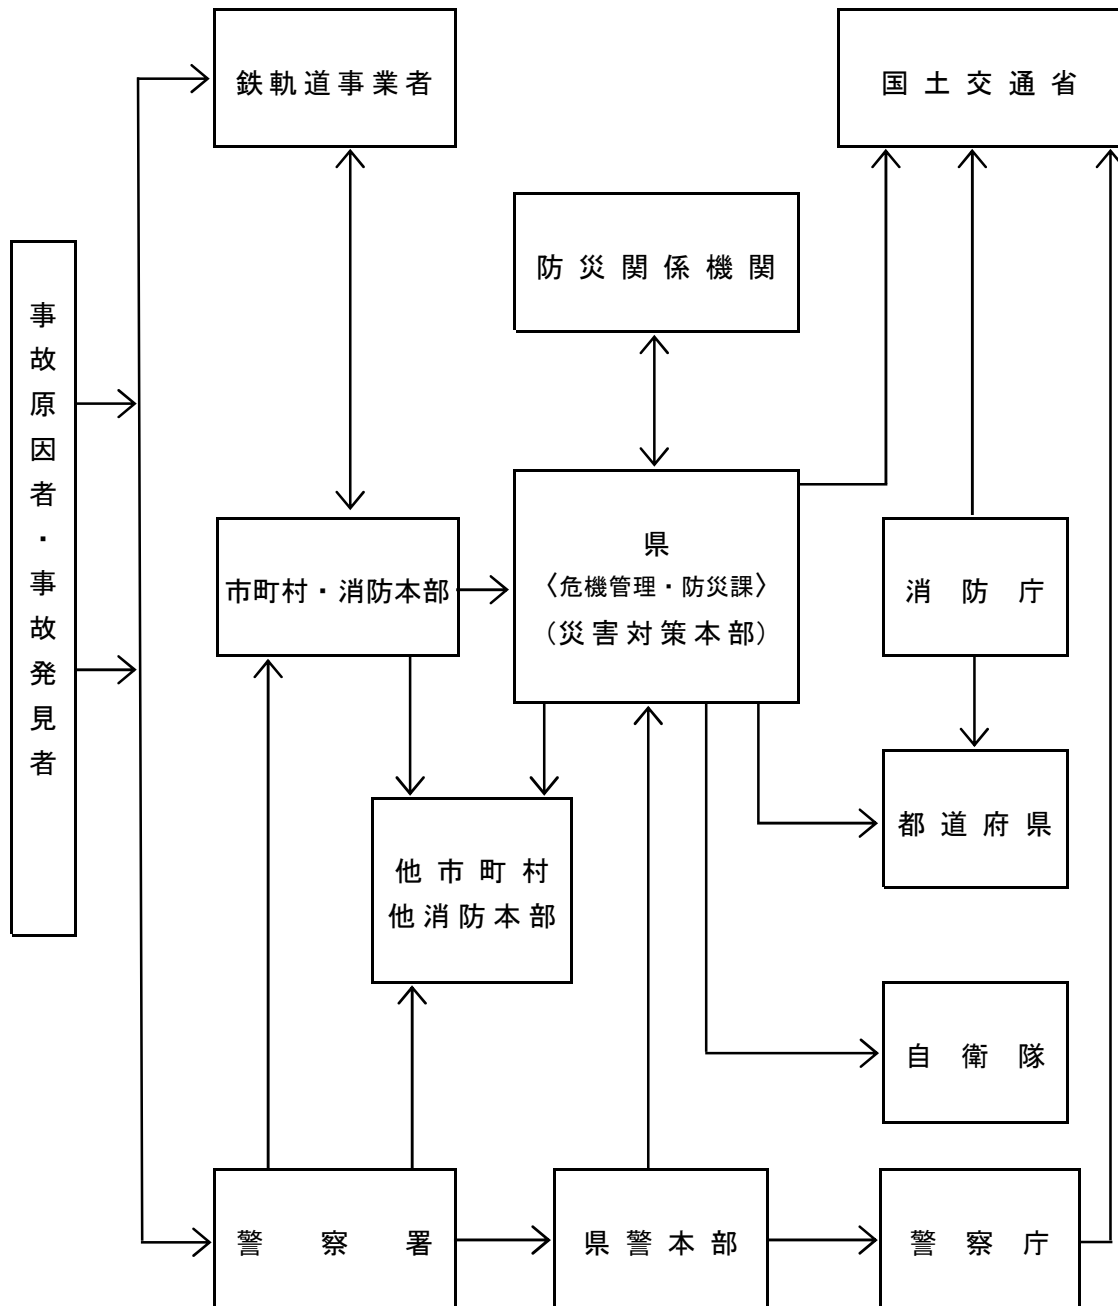 鉄軌道事業者
国土交通省
防災関係機関
事故原因者・事故発見者
県
市町村・消防本部
〈危機管理・防災課〉
消防庁
(災害対策本部)
都道府県
他市町村
他消防本部
自衛隊
警察署
県警本部
警察庁